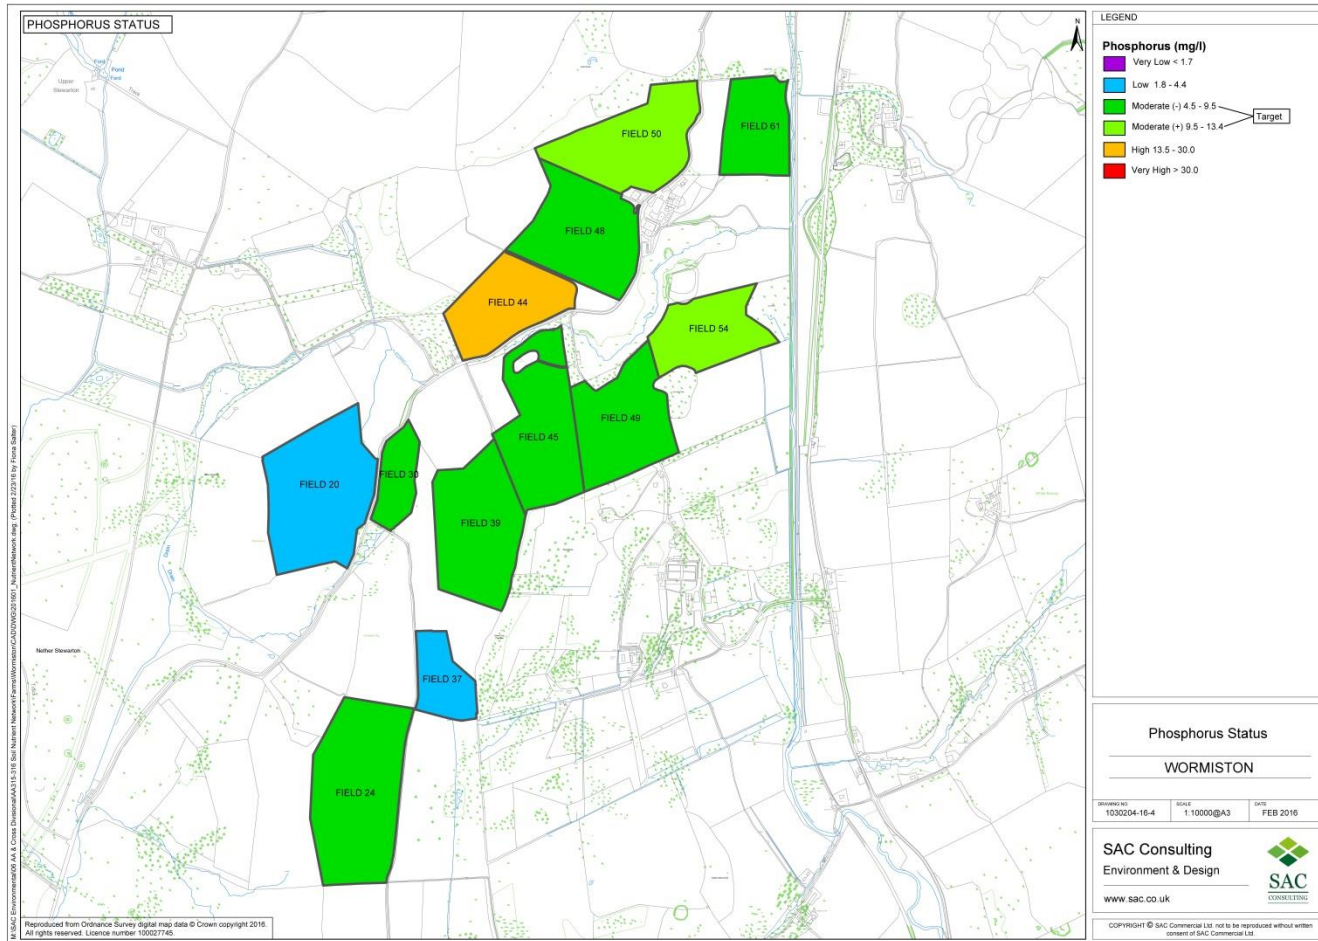 PHOSPHORUS STATUS
N
LEGEND
Phosphorus (mg/l)
Very Low < 1.7
Low 1.8 - 4.4
Moderate (-) 4.5 - 9.5
Moderate (+) 9.5 - 13.4
Target
High 13.5 - 30.0
Very High > 30.0
Ford
Ford
Upper
Stewarton
Track
FIELD 61
FIELD 50
FIELD 48
FIELD 44
FIELD 54
FIELD 49
FIELD 45
FIELD 30
FIELD 20
FIELD 39
Drain
Nether Stewarton
FIELD 37
FIELD 24
Phosphorus Status
WORMISTON
DRAWING NO.
1030204-16-4
SCALE
1:10000@A3
DATE
FEB 2016
SAC Consulting
Environment & Design
www.sac.co.uk
SAC
CONSULTING
COPYRIGHT © SAC Commercial Ltd. not to be reproduced without written
consent of SAC Commercial Ltd.
Reproduced from Ordnance Survey digital map data © Crown copyright 2016.
All rights reserved. Licence number 100027745.